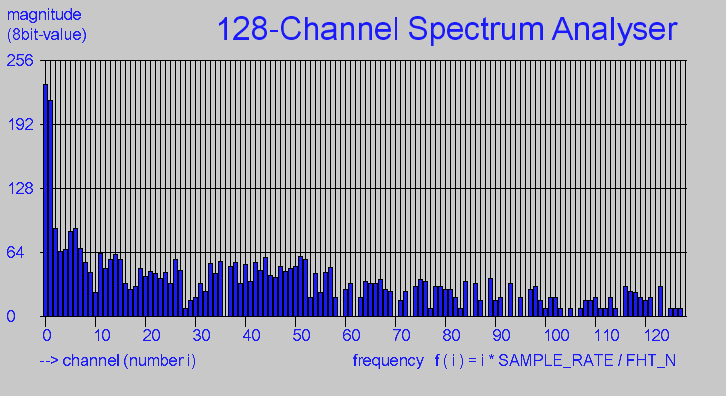 magnitude
(8bit-value)
128-Channel Spectrum Analyser
256
192
128
64
0
0 10 20 30 40 50 60 70 80 90 100 110 120
--> channel (number i)
frequency f ( i ) = i * SAMPLE_RATE / FHT_N